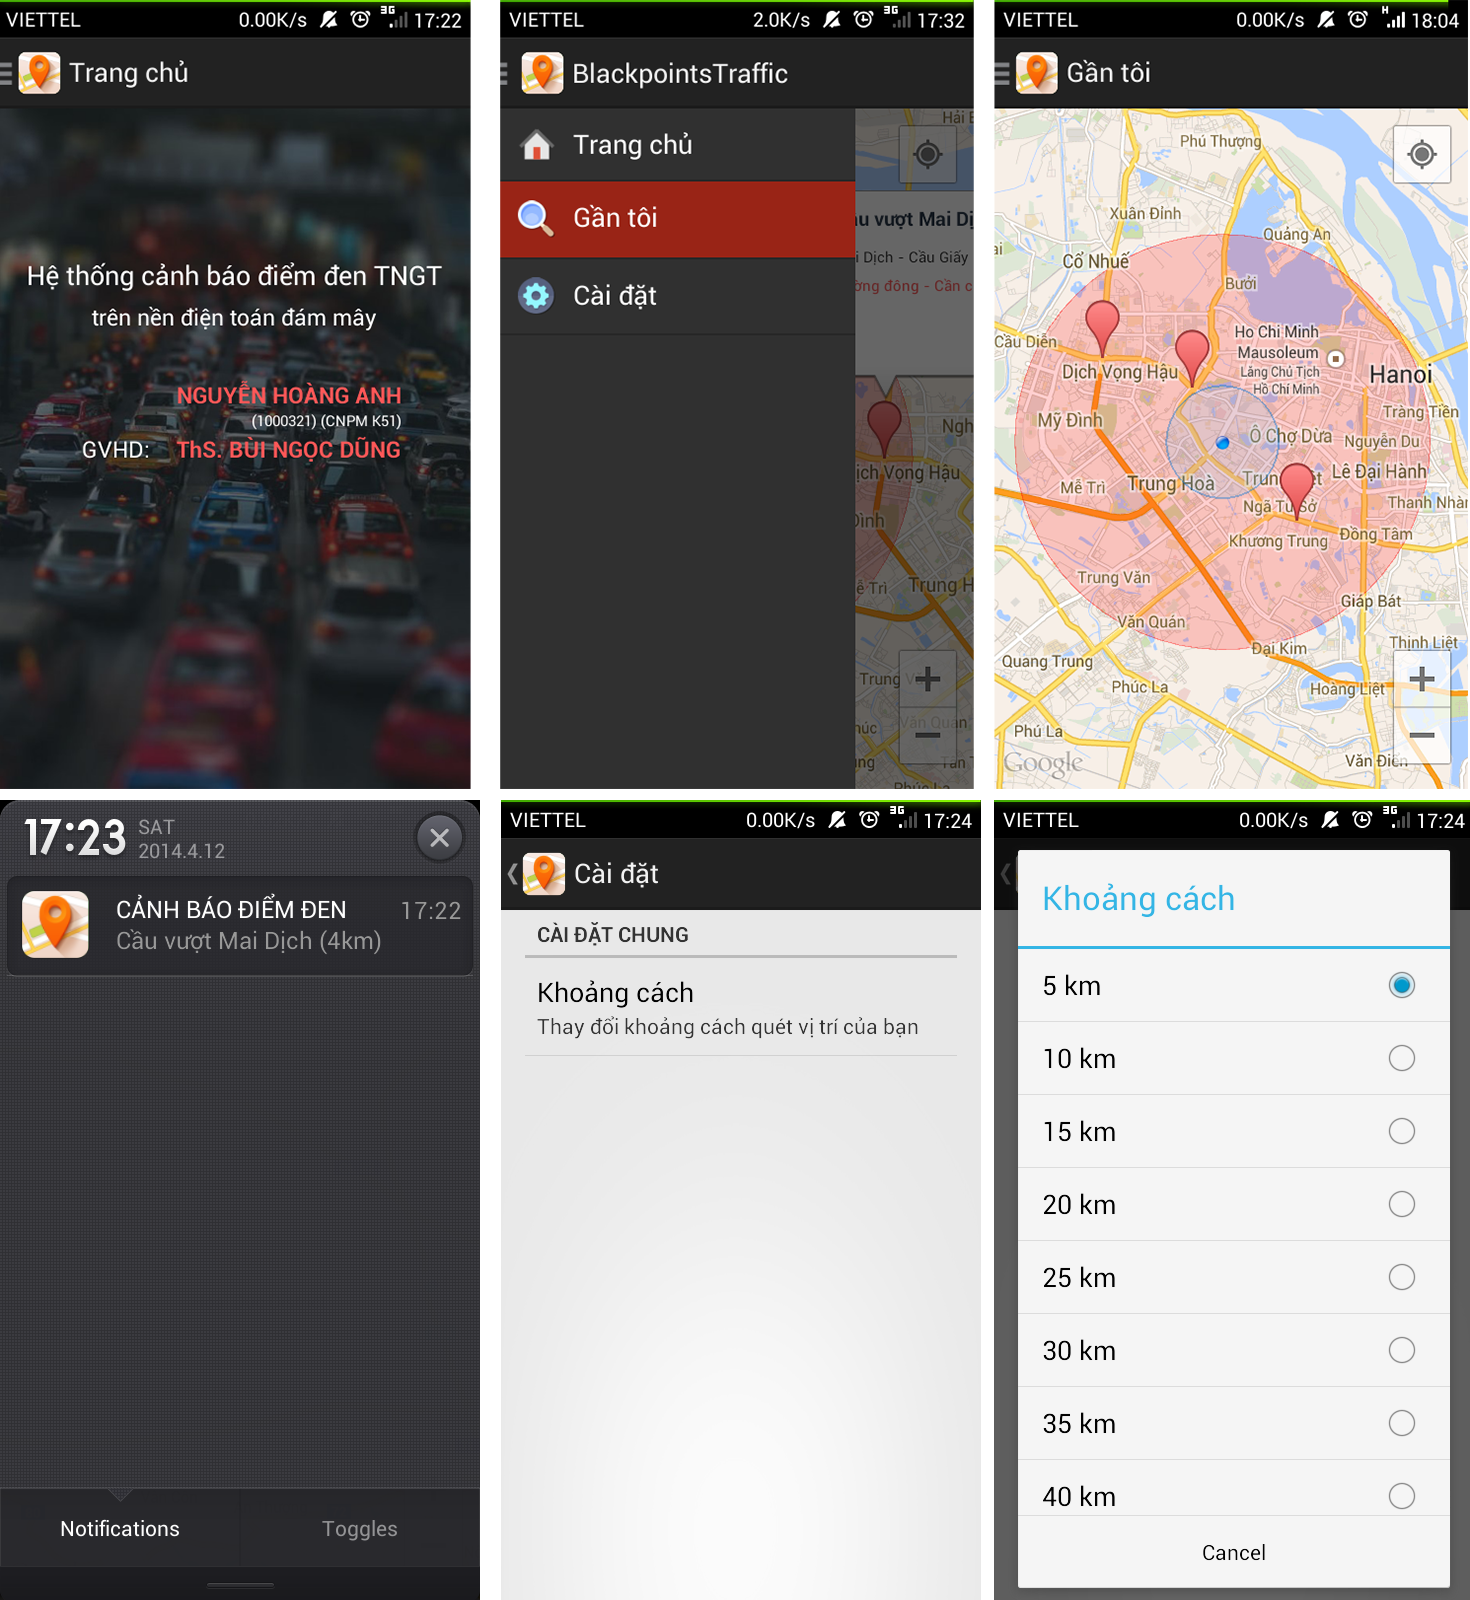 VIETTEL 0.00K/s 3G 17:22
Trang chủ
Hệ thống cảnh báo điểm đen TNGT
trên nền điện toán đám mây
NGUYỄN HOÀNG ANH
(1000321) (CNPM K51)
GVHD: ThS. BÙI NGỌC DŨNG
VIETTEL 2.0K/s 3G 17:32
BlackpointsTraffic
Trang chủ
Gần tôi
Cài đặt
Hải B
u vượt Mai Dị
i Dịch - Cầu Giấy
ờng đông - Cần c
Ngh
ịch Vọng Hậu
Đình
ễ Trì
Trung H
Trung V
Văn Quán
húc
ng
Tân T
Phúc La
VIETTEL 0.00K/s H 18:04
Gần tôi
Phú Thượng
Xuân Đỉnh
Quảng An
ai
Cổ Nhuế
Bưởi
Cầu Diễn
Ho Chi Minh
Mausoleum
Lăng Chủ Tịch
Hồ Chí Minh
Dịch Vọng Hậu
Hanoi
Mỹ Đình
Tràng Tiền
Ô Chợ Dừa
Nguyễn Du
Mễ Trì
Trung Hoà
Trun ệt
Lê Đại Hành
Ngã Tư Sở
Thanh Nhàn
Khương Trung
Đồng Tâm
Trung Văn
Giáp Bát
Văn Quán
Thịnh Liệt
Đại Kim
Quang Trung
Phúc La
Hoàng Liệt
Phú La
Văn Điển
Google
17:23
SAT
2014.4.12
CẢNH BÁO ĐIỂM ĐEN 17:22
Cầu vượt Mai Dịch (4km)
Notifications Toggles
VIETTEL 0.00K/s 3G 17:24
Cài đặt
CÀI ĐẶT CHUNG
Khoảng cách
Thay đổi khoảng cách quét vị trí của bạn
VIETTEL 0.00K/s 3G 17:24
Khoảng cách
5 km
10 km
15 km
20 km
25 km
30 km
35 km
40 km
Cancel